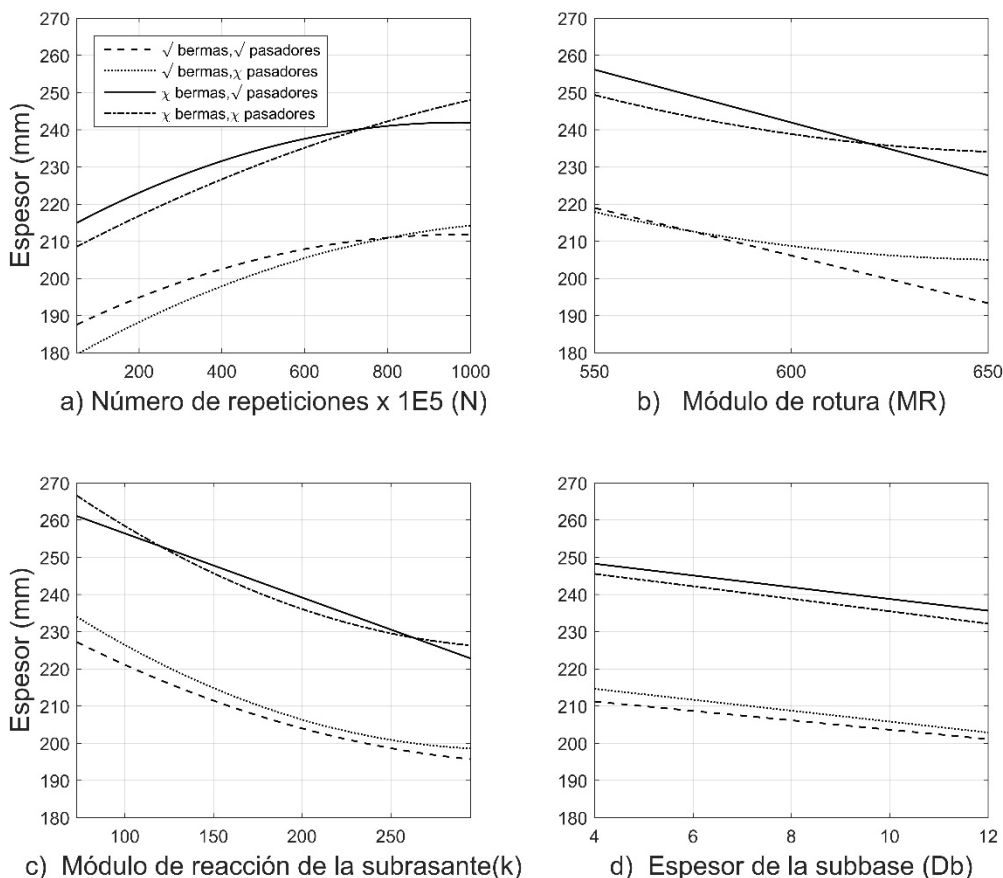 270
260
250
240
230
220
210
200
190
180
Espesor (mm)
√ bermas,√ pasadores
√ bermas,χ pasadores
χ bermas,√ pasadores
χ bermas,χ pasadores
200 400 600 800 1000
a) Número de repeticiones x 1E5 (N)
270
260
250
240
230
220
210
200
190
180
550 600 650
b) Módulo de rotura (MR)
270
260
250
240
230
220
210
200
190
180
Espesor (mm)
100 150 200 250
c) Módulo de reacción de la subrasante(k)
270
260
250
240
230
220
210
200
190
180
4 6 8 10 12
d) Espesor de la subbase (Db)